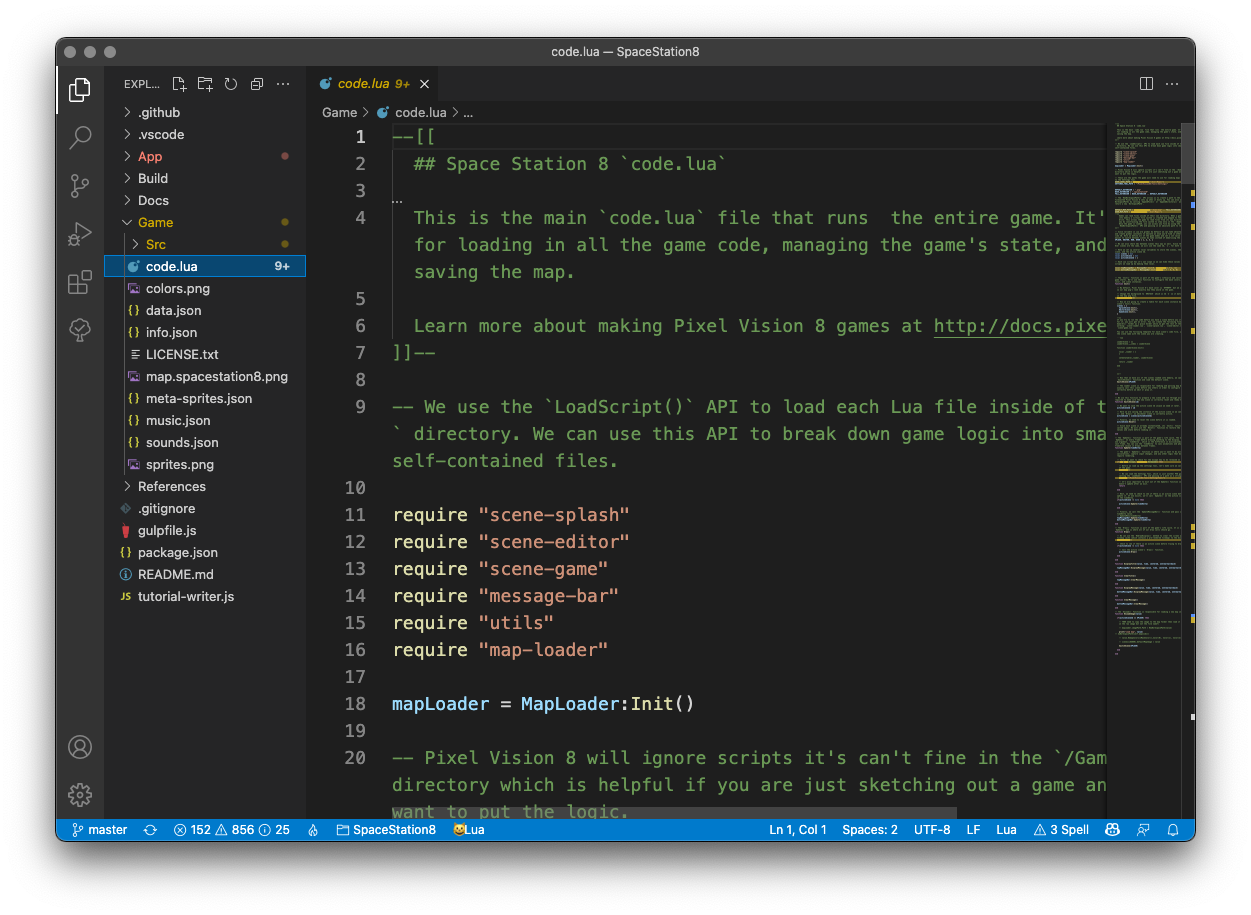 code.lua — SpaceStation8
EXPL...
code.lua 9+
Game > code.lua > ...
.github
.vscode
App
Build
Docs
Game
Src
code.lua 9+
colors.png
data.json
info.json
LICENSE.txt
map.spacestation8.png
meta-sprites.json
music.json
sounds.json
sprites.png
References
.gitignore
gulpfile.js
package.json
README.md
JS tutorial-writer.js
1 --[[
2 ## Space Station 8 `code.lua`
3
...
4 This is the main `code.lua` file that runs  the entire game. It'
for loading in all the game code, managing the game's state, and
saving the map.
5
6 Learn more about making Pixel Vision 8 games at http://docs.pixe
7 ]]--
8
9 -- We use the `LoadScript()` API to load each Lua file inside of t
` directory. We can use this API to break down game logic into sma
self-contained files.
10
11 require "scene-splash"
12 require "scene-editor"
13 require "scene-game"
14 require "message-bar"
15 require "utils"
16 require "map-loader"
17
18 mapLoader = MapLoader:Init()
19
20 -- Pixel Vision 8 will ignore scripts it's can't fine in the `/Gam
directory which is helpful if you are just sketching out a game an
want to put the logic.
master 152 856 25 SpaceStation8 Lua Ln 1, Col 1 Spaces: 2 UTF-8 LF Lua 3 Spell